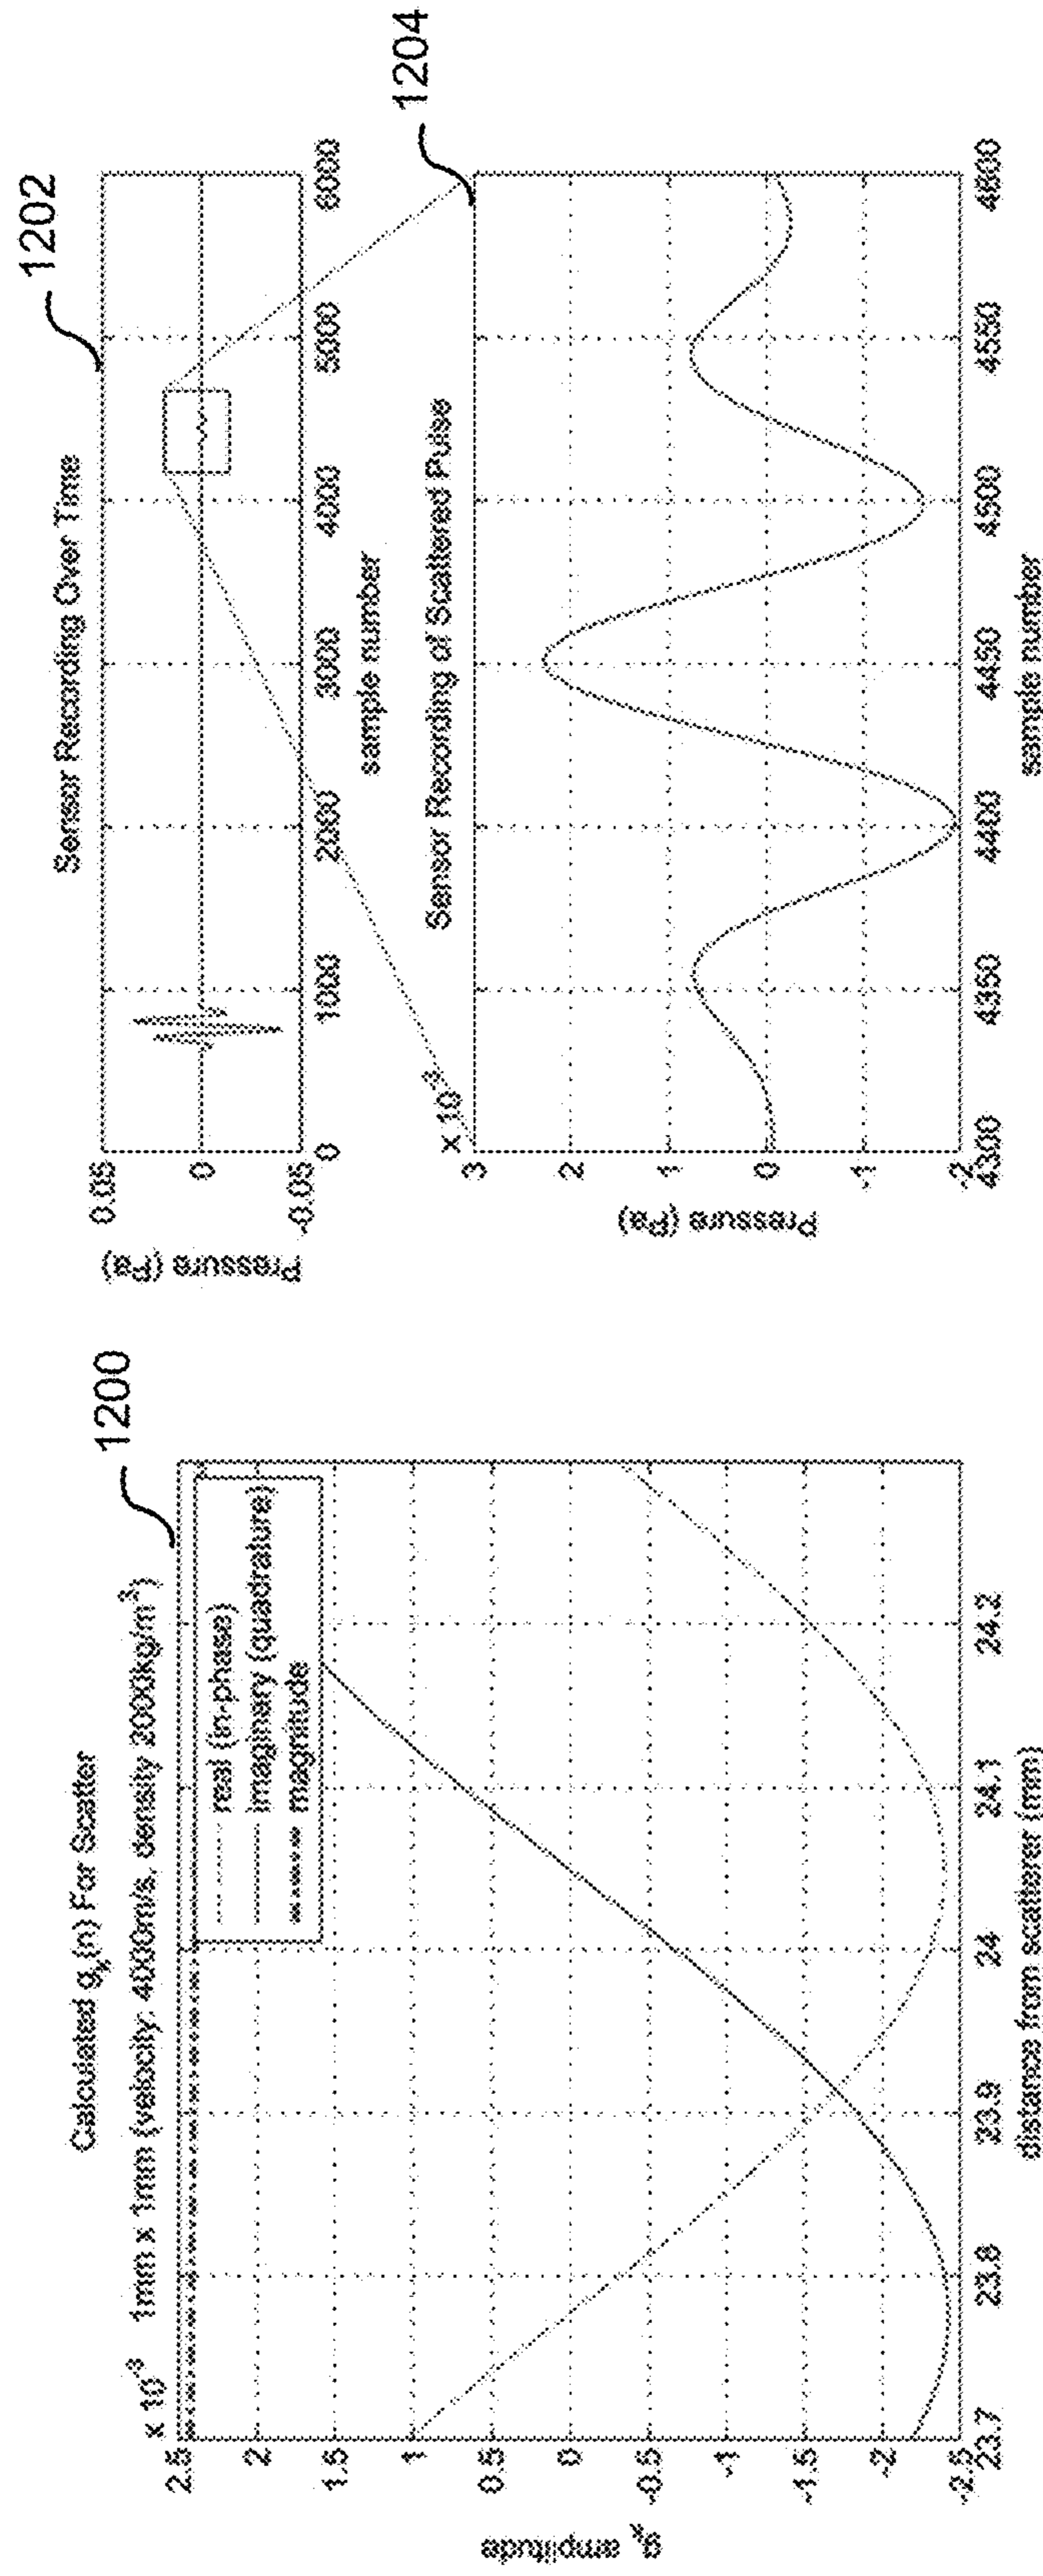 1200
Calculated gₖ(n) For Scatter
x 10⁻³ 1mm x 1mm (velocity: 4000m/s, density 2000kg/m³)
real (in-phase)
imaginary (quadrature)
magnitude
2.5
2
1.5
1
0.5
0
-0.5
-1
-1.5
-2
-2.5
gₖ amplitude
23.7 23.8 23.9 24 24.1 24.2
distance from scatterer (mm)
1202
Sensor Recording Over Time
0.05
0
-0.05
Pressure (Pa)
0 1000 2000 3000 4000 5000 6000
sample number
1204
Sensor Recording of Scattered Pulse
x 10⁻³
3
2
1
0
-1
-2
Pressure (Pa)
4300 4350 4400 4450 4500 4550 4600
sample number